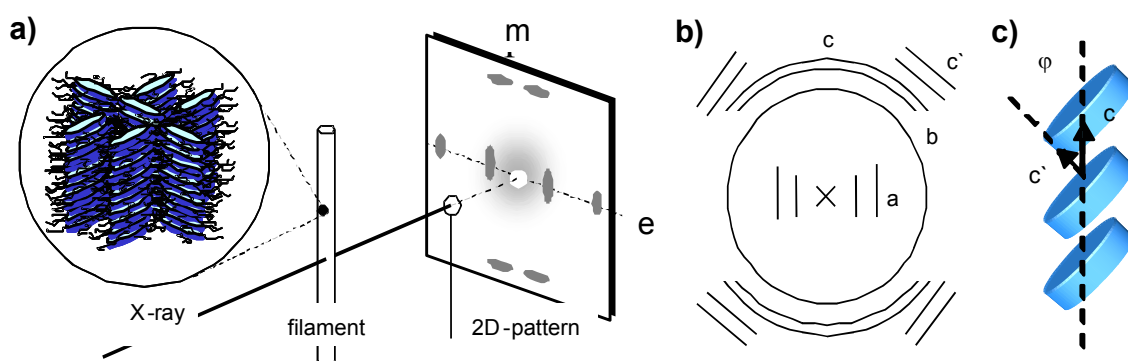 a)
m
e
X-ray
filament
2D-pattern
b)
c
c`
b
a
c)
φ
c
c`